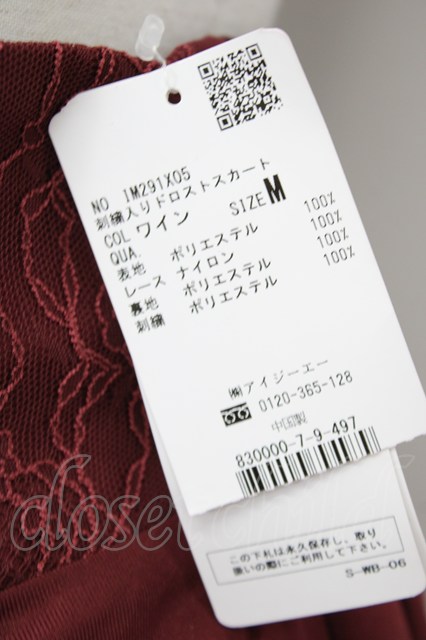 NO IM291X05
刺繍入りドロストスカート
COL ワイン SIZE M
QUA.
表地 ポリエステル 100%
レース ナイロン 100%
裏地 ポリエステル 100%
刺繍 ポリエステル 100%
㈱アイジーエー
0120-365-128
中国製
830000-7-9-497
この下札は永久保存し、取り
扱いの際にご利用して下さい。
S-WB-06